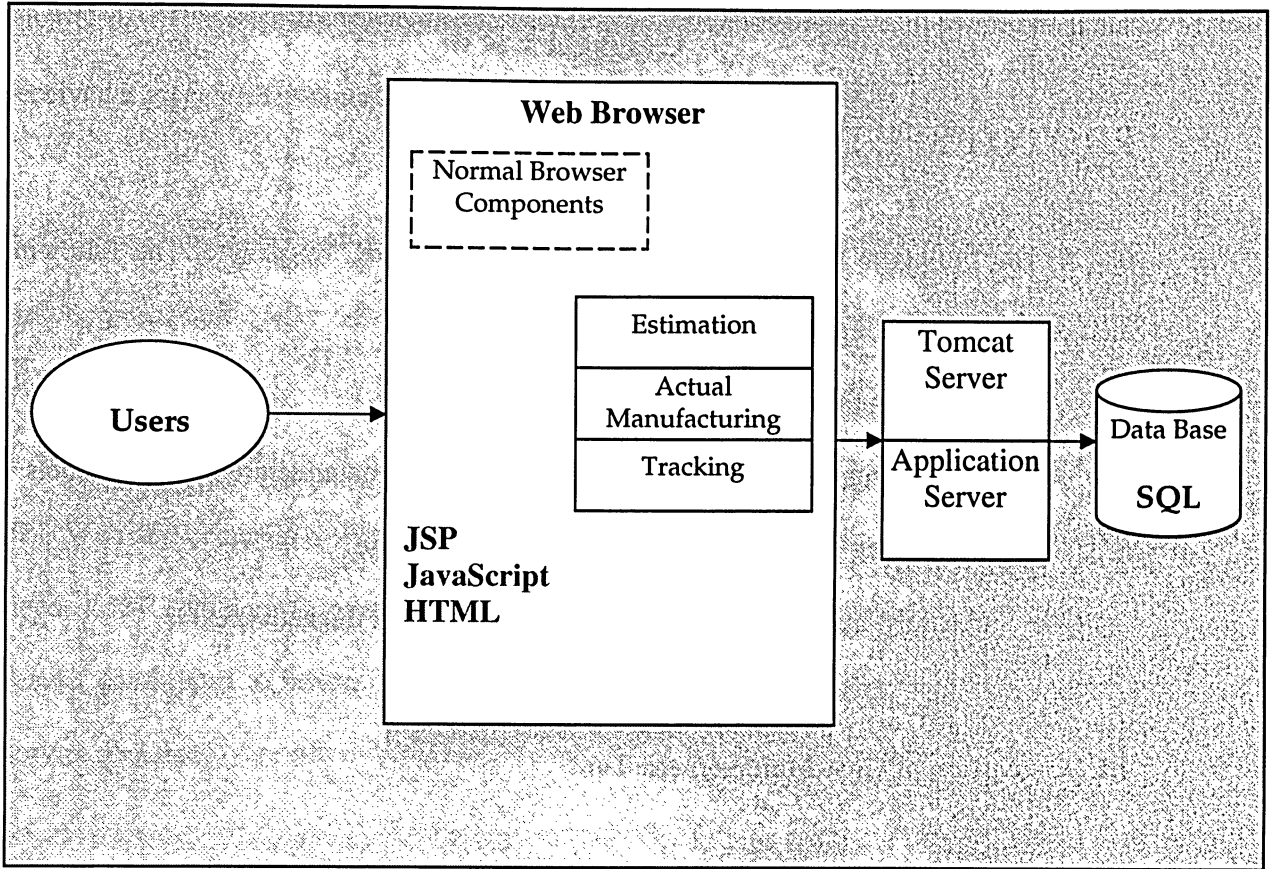 Web Browser
Normal Browser
Components
Estimation
Actual
Manufacturing
Tracking
Users
JSP
JavaScript
HTML
Tomcat
Server
Application
Server
Data Base
SQL